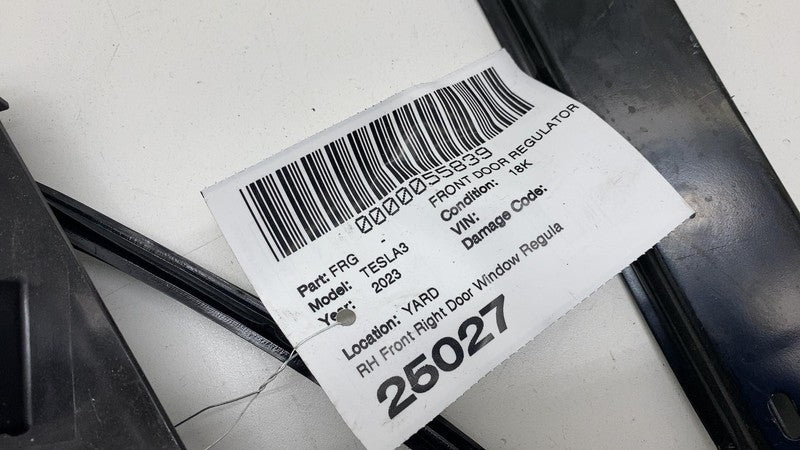 0000055839
Part: FRG - FRONT DOOR REGULATOR
Model: TESLA3 Condition: 18K
Year: 2023 VIN:
Damage Code:
Location: YARD
RH Front Right Door Window Regula
25027